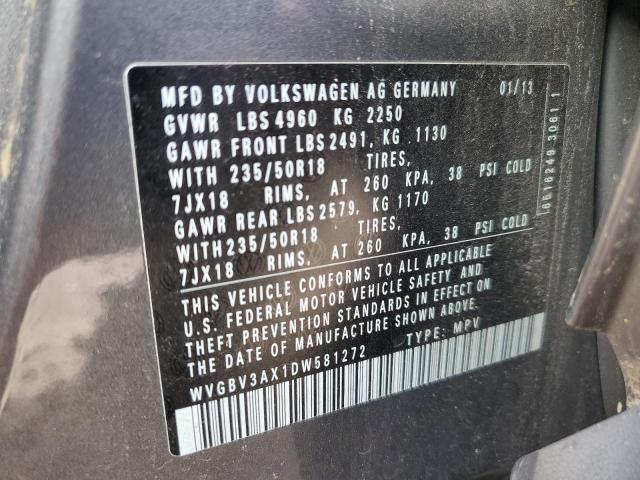 MFD BY VOLKSWAGEN AG GERMANY 01/13
GVWR LBS 4960 KG 2250
GAWR FRONT LBS 2491, KG 1130
WITH 235/50R18 TIRES,
7JX18 RIMS, AT 260 KPA, 38 PSI COLD
GAWR REAR LBS 2579, KG 1170
WITH 235/50R18 TIRES,
7JX18 RIMS, AT 260 KPA, 38 PSI COLD
THIS VEHICLE CONFORMS TO ALL APPLICABLE
U.S. FEDERAL MOTOR VEHICLE SAFETY AND
THEFT PREVENTION STANDARDS IN EFFECT ON
THE DATE OF MANUFACTURE SHOWN ABOVE.
WVGBV3AX1DW581272 TYPE: MPV
6516249 3061 1